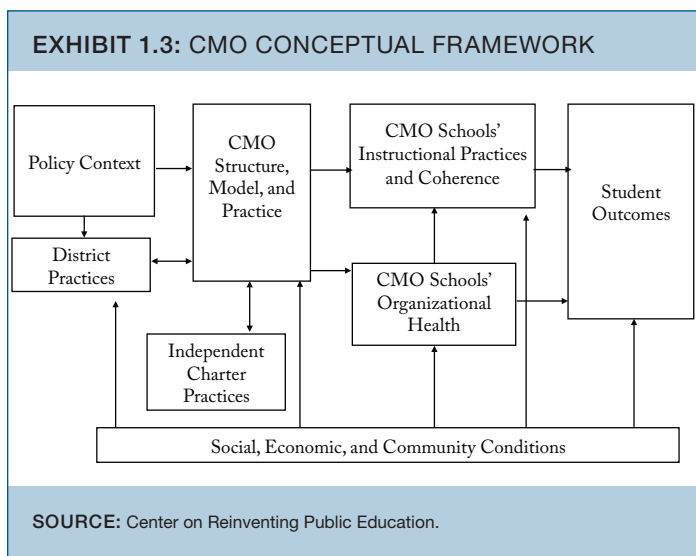 EXHIBIT 1.3: CMO CONCEPTUAL FRAMEWORK
Policy Context
District
Practices
CMO
Structure,
Model, and
Practice
Independent
Charter
Practices
CMO Schools’
Instructional Practices
and Coherence
CMO Schools’
Organizational
Health
Student
Outcomes
Social, Economic, and Community Conditions
SOURCE: Center on Reinventing Public Education.